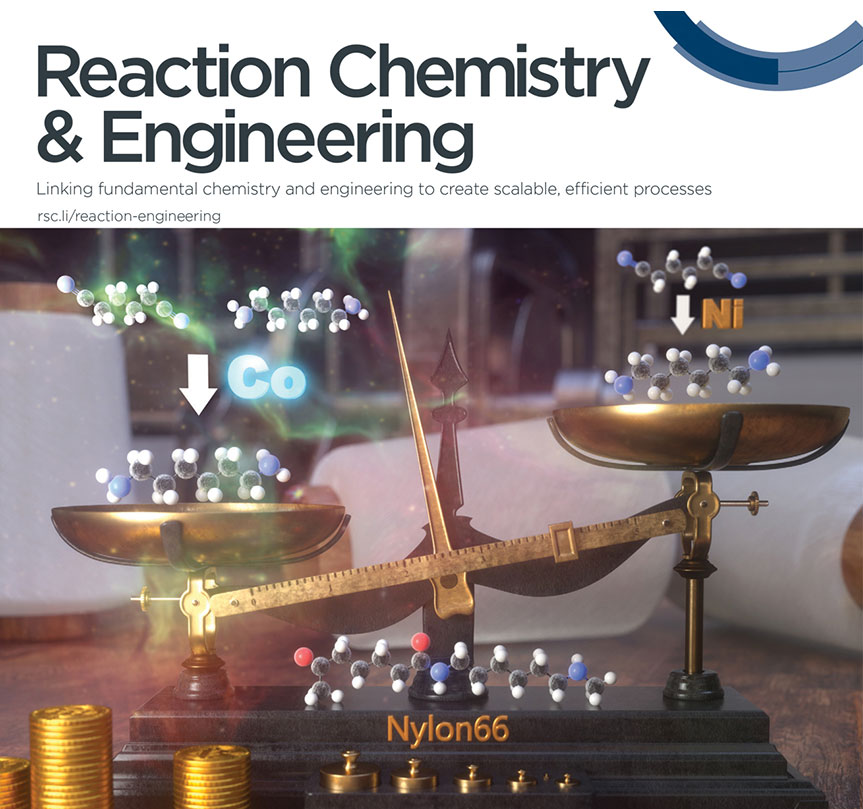 Reaction Chemistry
& Engineering
Linking fundamental chemistry and engineering to create scalable, efficient processes
rsc.li/reaction-engineering
Ni
Co
Nylon66